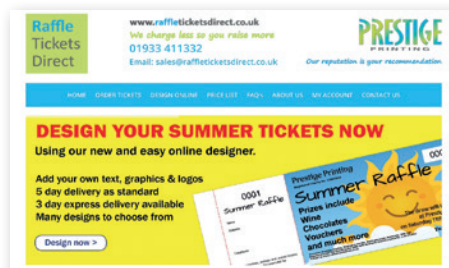 Raffle
Tickets
Direct
www.raffleticketsdirect.co.uk
We charge less so you raise more
01933 411332
Email: sales@raffleticketsdirect.co.uk
PRESTIGE
PRINTING
Our reputation is your recommendation
HOME ORDER TICKETS DESIGN ONLINE PRICE LIST FAQ's ABOUT US MY ACCOUNT CONTACT US
DESIGN YOUR SUMMER TICKETS NOW
Using our new and easy online designer.
Add your own text, graphics & logos
5 day delivery as standard
3 day express delivery available
Many designs to choose from
Design now >
0001
Summer Raffle
Prestige Printing
Summer Raffle
Prizes include
Wine
Chocolates
Vouchers
and much more
000